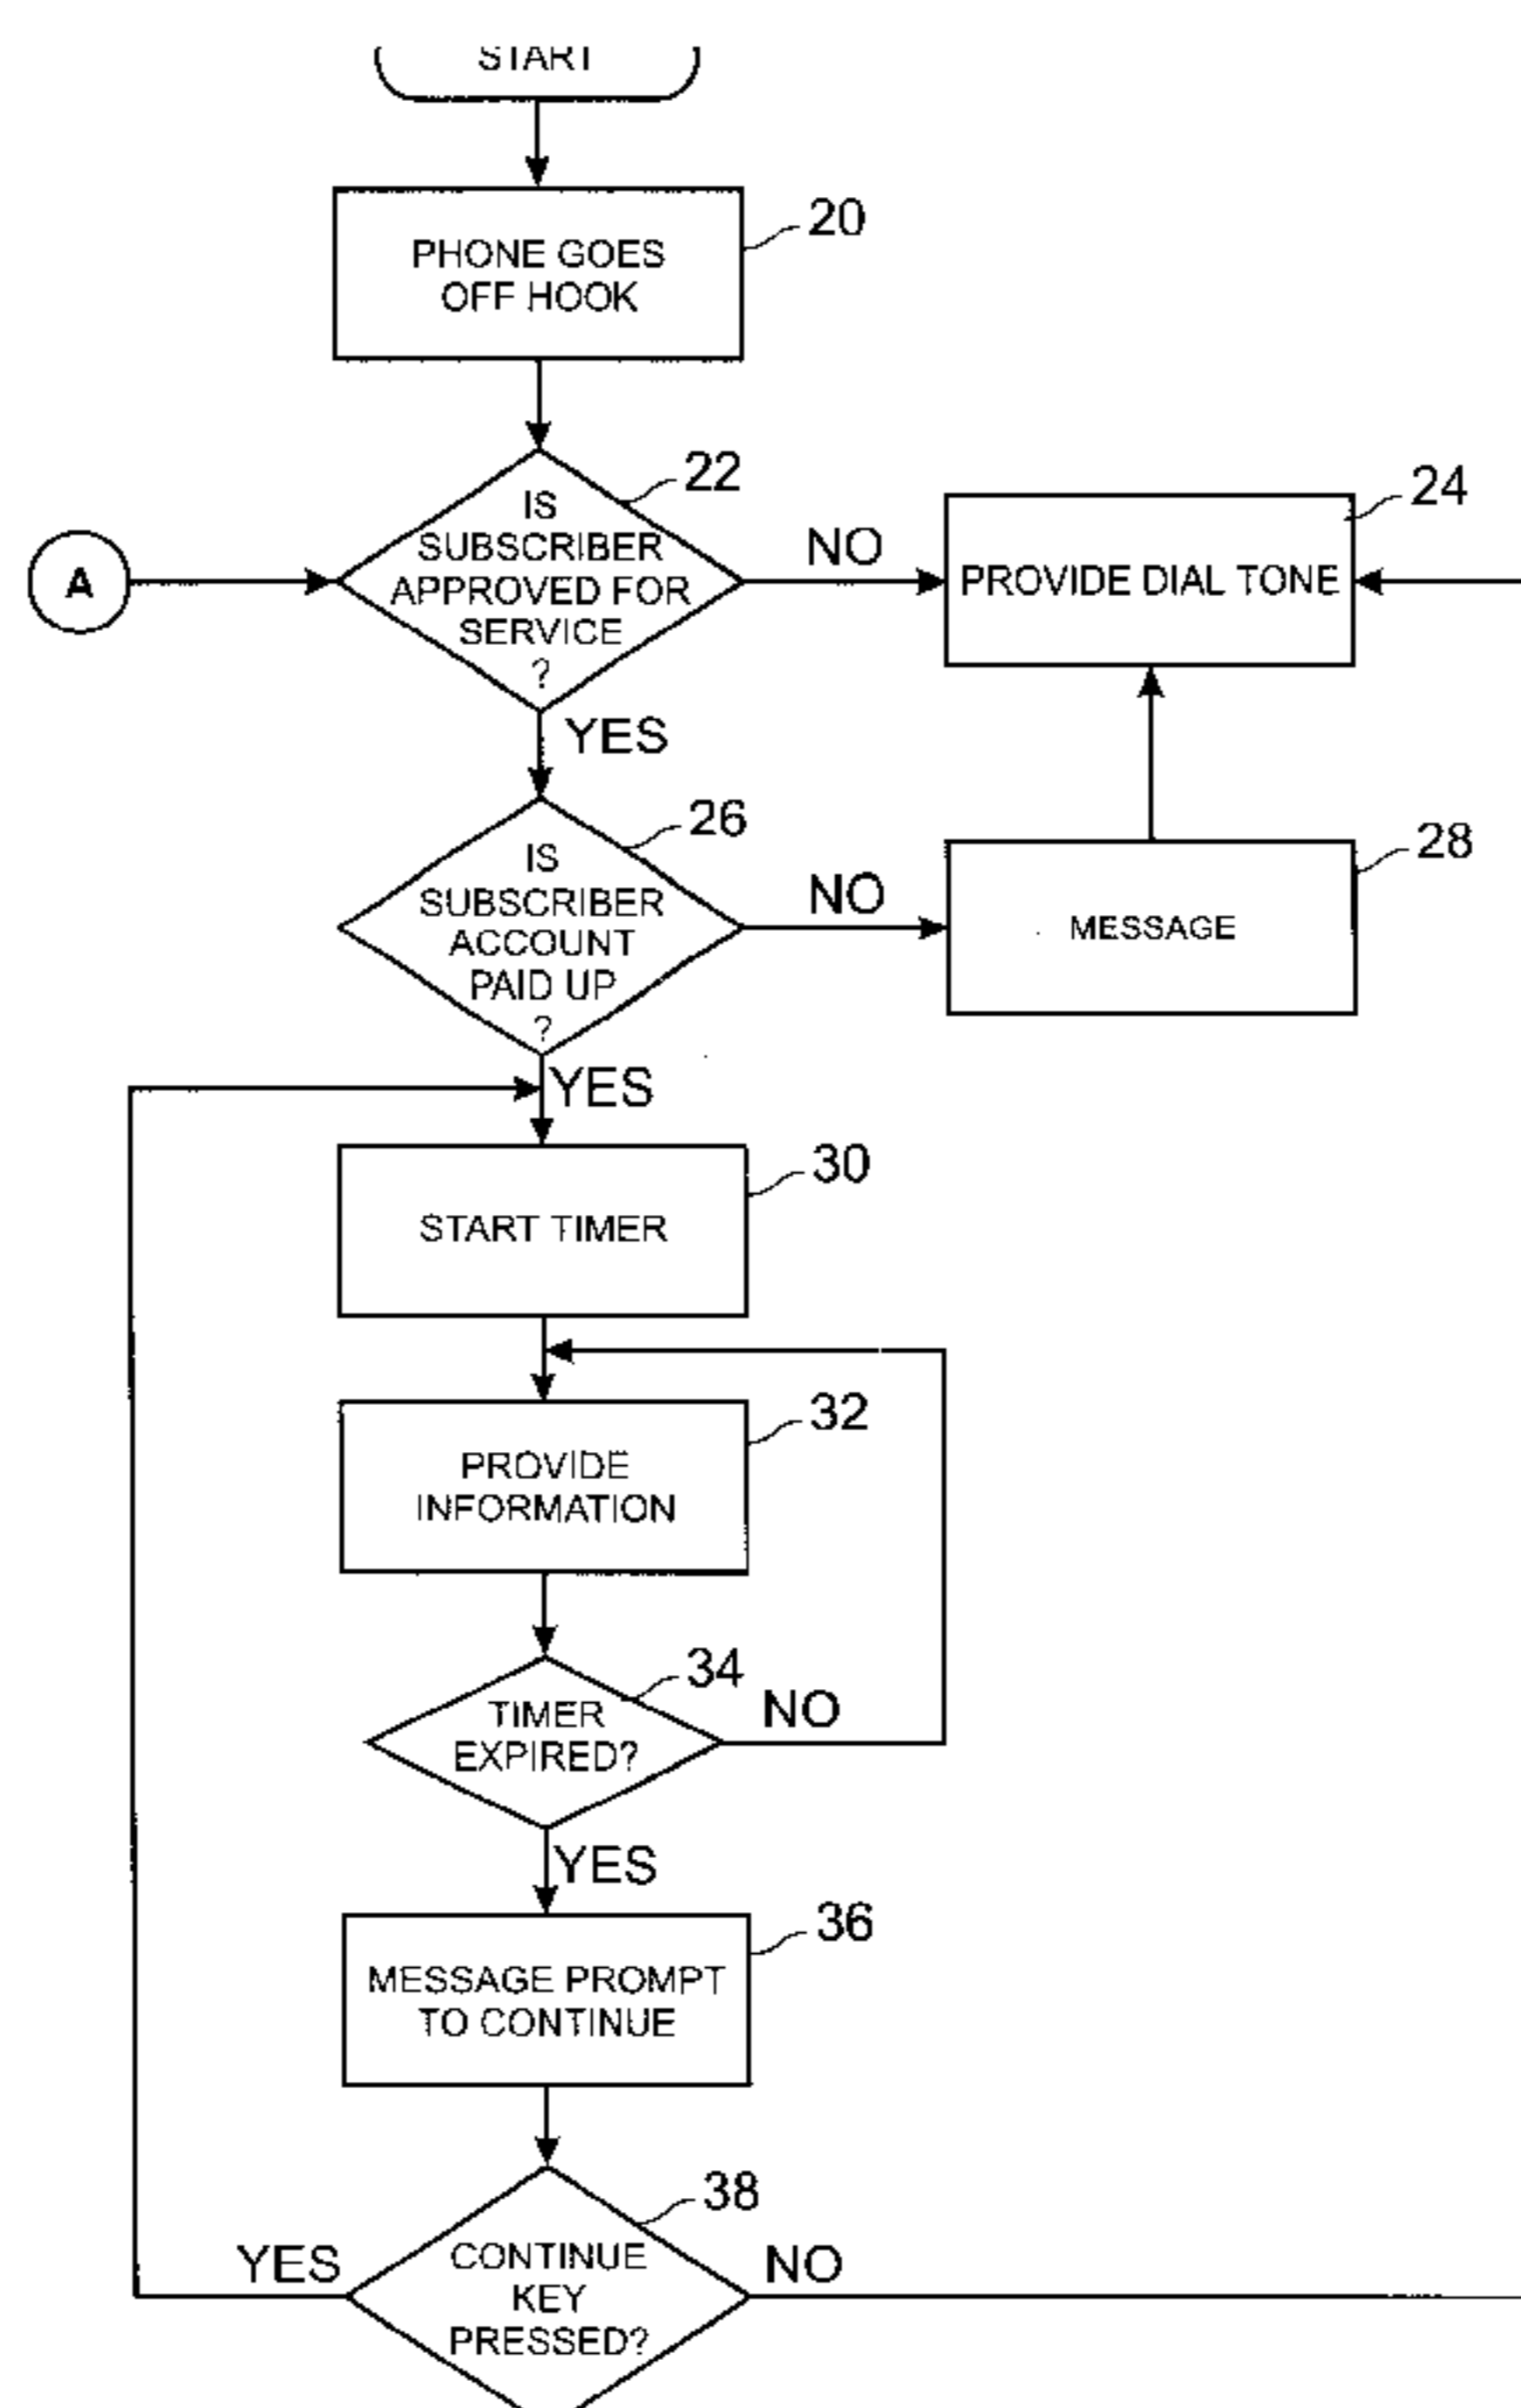 START
PHONE GOES
OFF HOOK
20
IS
SUBSCRIBER
APPROVED FOR
SERVICE
?
22
A
NO
PROVIDE DIAL TONE
24
YES
IS
SUBSCRIBER
ACCOUNT
PAID UP
?
26
NO
MESSAGE
28
YES
START TIMER
30
PROVIDE
INFORMATION
32
TIMER
EXPIRED?
34
NO
YES
MESSAGE PROMPT
TO CONTINUE
36
CONTINUE
KEY
PRESSED?
38
YES
NO